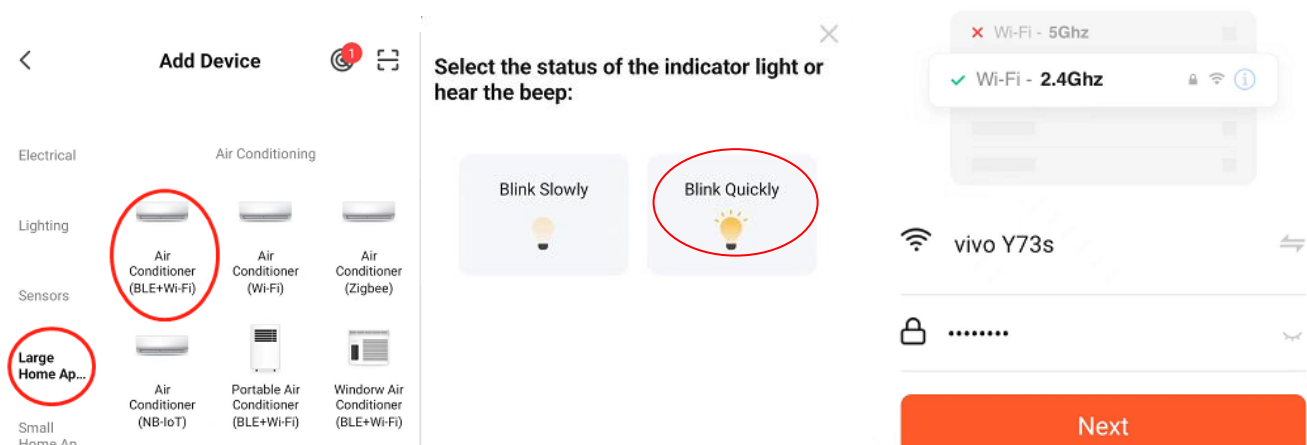 Add Device
1
Electrical
Lighting
Sensors
Large
Home Ap...
Small
Home Ap
Air Conditioning
Air
Conditioner
(BLE+Wi-Fi)
Air
Conditioner
(Wi-Fi)
Air
Conditioner
(Zigbee)
Air
Conditioner
(NB-IoT)
Portable Air
Conditioner
(BLE+Wi-Fi)
Windorw Air
Conditioner
(BLE+Wi-Fi)
Select the status of the indicator light or
hear the beep:
Blink Slowly
Blink Quickly
Wi-Fi - 5Ghz
Wi-Fi - 2.4Ghz
vivo Y73s
••••••••
Next